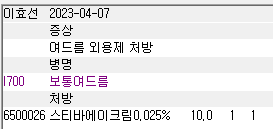 이효선 2023-04-07
증상
여드름 외용제 처방
병명
L700 보통여드름
처방
6500026 스티바에이크림0.025% 10.0 1 1